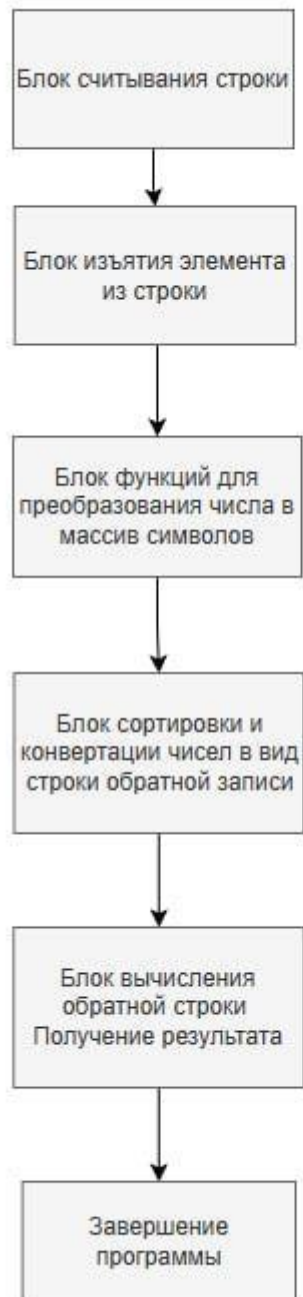 Блок считывания строки
Блок изъятия элемента
из строки
Блок функций для
преобразования числа в
массив символов
Блок сортировки и
конвертации чисел в вид
строки обратной записи
Блок вычисления
обратной строки
Получение результата
Завершение
программы